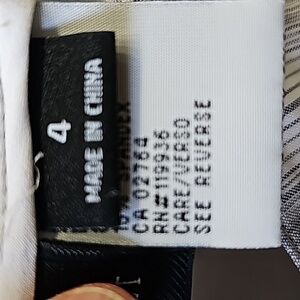 4
MADE IN CHINA
SPANDEX
CA 02764
RN# 119936
CARE/VERSO
SEE REVERSE